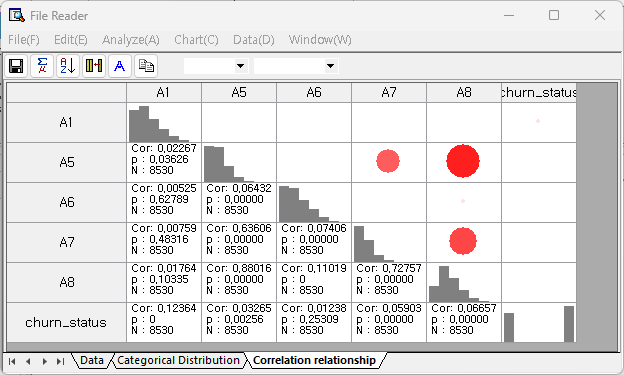 File Reader
File(F) Edit(E) Analyze(A) Chart(C) Data(D) Window(W)
Σ μ A Z 2 A
A1 A5 A6 A7 A8 churn_status
A1
A5
Cor: 0,02267
p : 0,03626
N : 8530
A6
Cor: 0,00525
p : 0,62789
N : 8530
Cor: 0,06432
p : 0,00000
N : 8530
A7
Cor: 0,00759
p : 0,48316
N : 8530
Cor: 0,63606
p : 0,00000
N : 8530
Cor: 0,07406
p : 0,00000
N : 8530
A8
Cor: 0,01764
p : 0,10335
N : 8530
Cor: 0,88016
p : 0,00000
N : 8530
Cor: 0,11019
p : 0
N : 8530
Cor: 0,72757
p : 0,00000
N : 8530
churn_status
Cor: 0,12364
p : 0
N : 8530
Cor: 0,03265
p : 0,00256
N : 8530
Cor: 0,01238
p : 0,25309
N : 8530
Cor: 0,05903
p : 0,00000
N : 8530
Cor: 0,06657
p : 0,00000
N : 8530
Data Categorical Distribution Correlation relationship